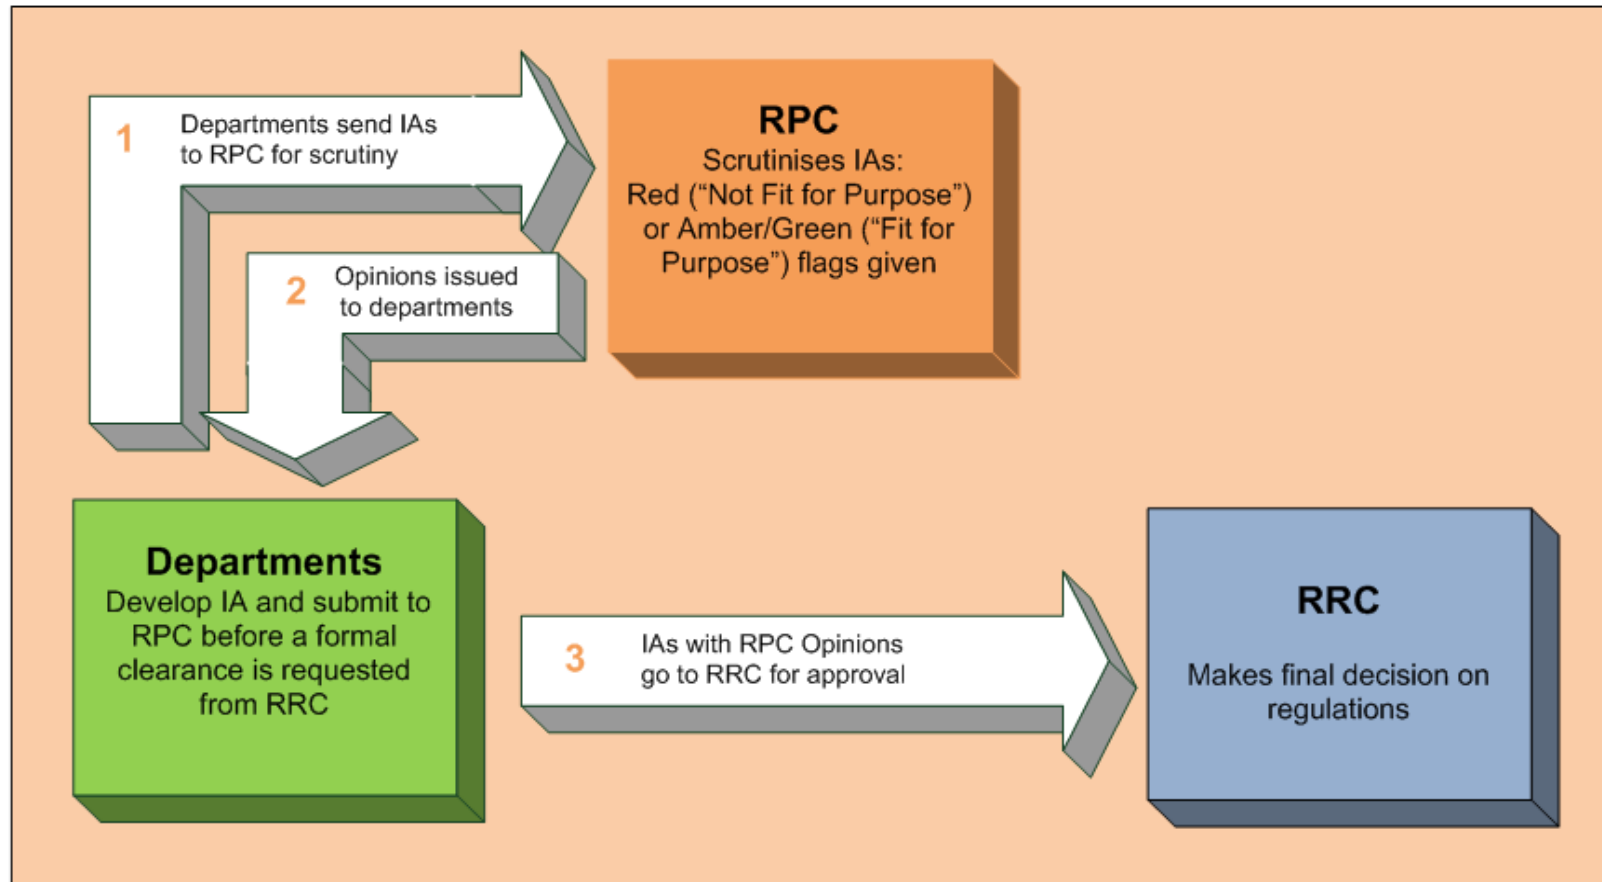 1
Departments send IAs
to RPC for scrutiny
RPC
Scrutinises IAs:
Red (“Not Fit for Purpose”)
or Amber/Green (“Fit for
Purpose”) flags given
2
Opinions issued
to departments
Departments
Develop IA and submit to
RPC before a formal
clearance is requested
from RRC
3
IAs with RPC Opinions
go to RRC for approval
RRC
Makes final decision on
regulations